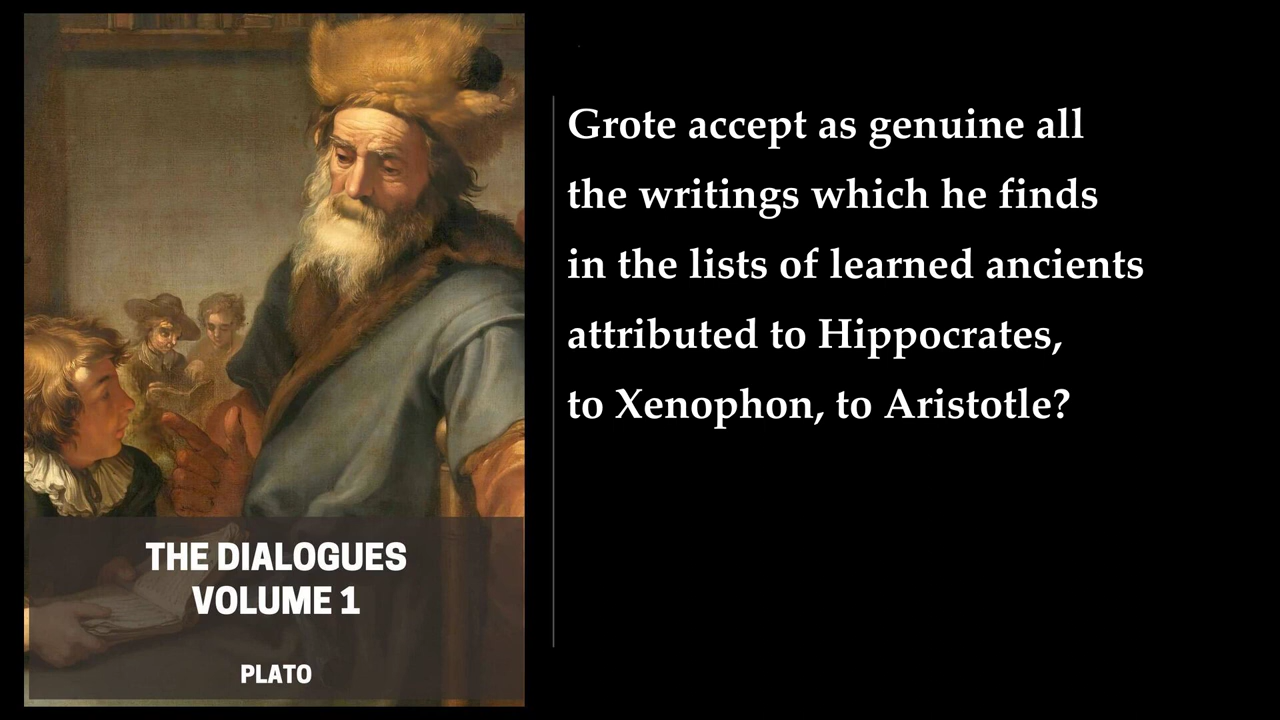 Grote accept as genuine all
the writings which he finds
in the lists of learned ancients
attributed to Hippocrates,
to Xenophon, to Aristotle?
THE DIALOGUES
VOLUME 1
PLATO